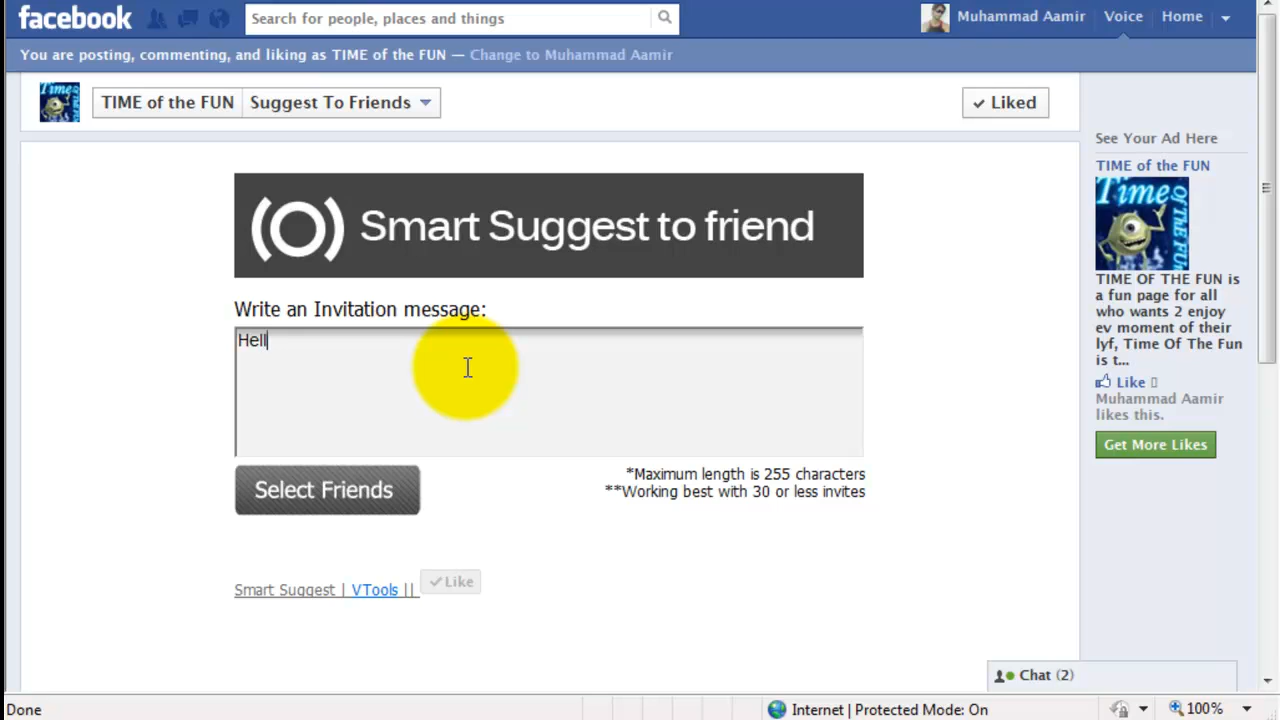 facebook
Search for people, places and things
Muhammad Aamir Voice Home
You are posting, commenting, and liking as TIME of the FUN — Change to Muhammad Aamir
TIME of the FUN Suggest To Friends
✓ Liked
See Your Ad Here
TIME of the FUN
Time
Of The Fun
TIME OF THE FUN is
a fun page for all
who wants 2 enjoy
ev moment of their
lyf, Time Of The Fun
is t...
Like
Muhammad Aamir
likes this.
Get More Likes
Smart Suggest to friend
Write an Invitation message:
Hell
Select Friends
*Maximum length is 255 characters
**Working best with 30 or less invites
Smart Suggest | VTools || ✓ Like
Chat (2)
Done
Internet | Protected Mode: On
100%